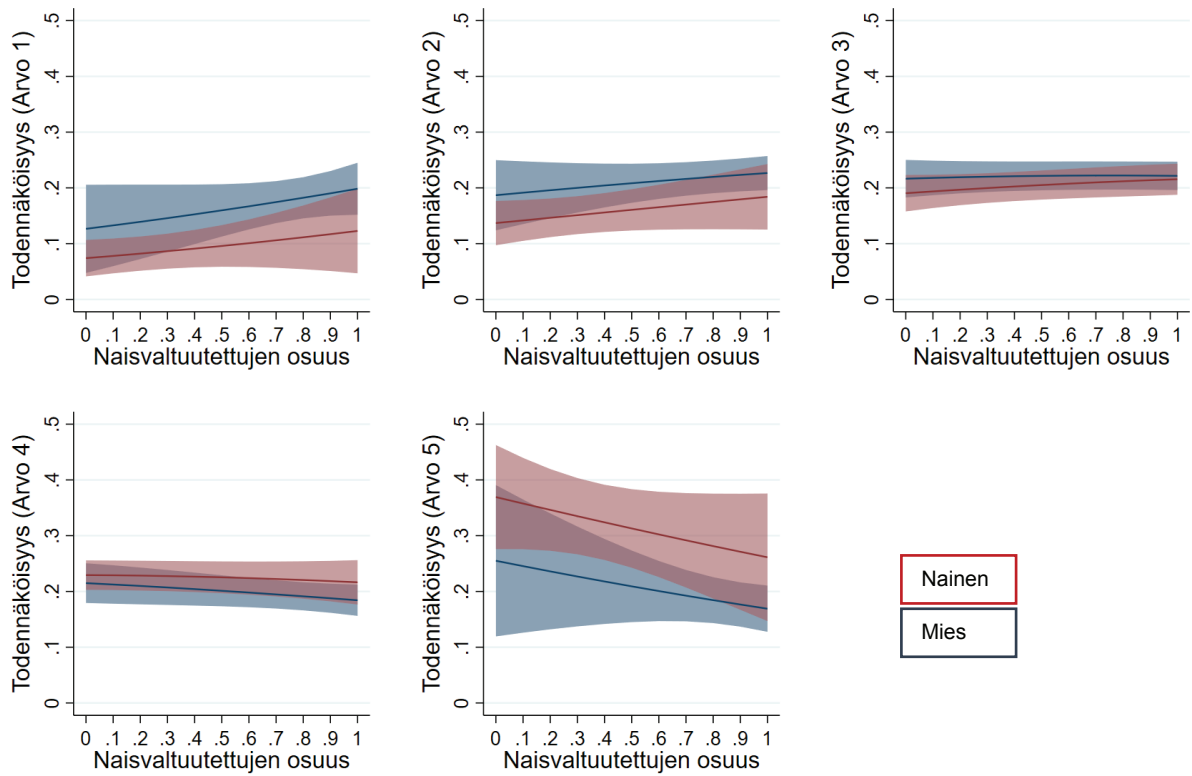 Todennäköisyys (Arvo 1)
.5
.4
.3
.2
.1
0
0 .1 .2 .3 .4 .5 .6 .7 .8 .9 1
Naisvaltuutettujen osuus
Todennäköisyys (Arvo 2)
.5
.4
.3
.2
.1
0
0 .1 .2 .3 .4 .5 .6 .7 .8 .9 1
Naisvaltuutettujen osuus
Todennäköisyys (Arvo 3)
.5
.4
.3
.2
.1
0
0 .1 .2 .3 .4 .5 .6 .7 .8 .9 1
Naisvaltuutettujen osuus
Todennäköisyys (Arvo 4)
.5
.4
.3
.2
.1
0
0 .1 .2 .3 .4 .5 .6 .7 .8 .9 1
Naisvaltuutettujen osuus
Todennäköisyys (Arvo 5)
.5
.4
.3
.2
.1
0
0 .1 .2 .3 .4 .5 .6 .7 .8 .9 1
Naisvaltuutettujen osuus
Nainen
Mies